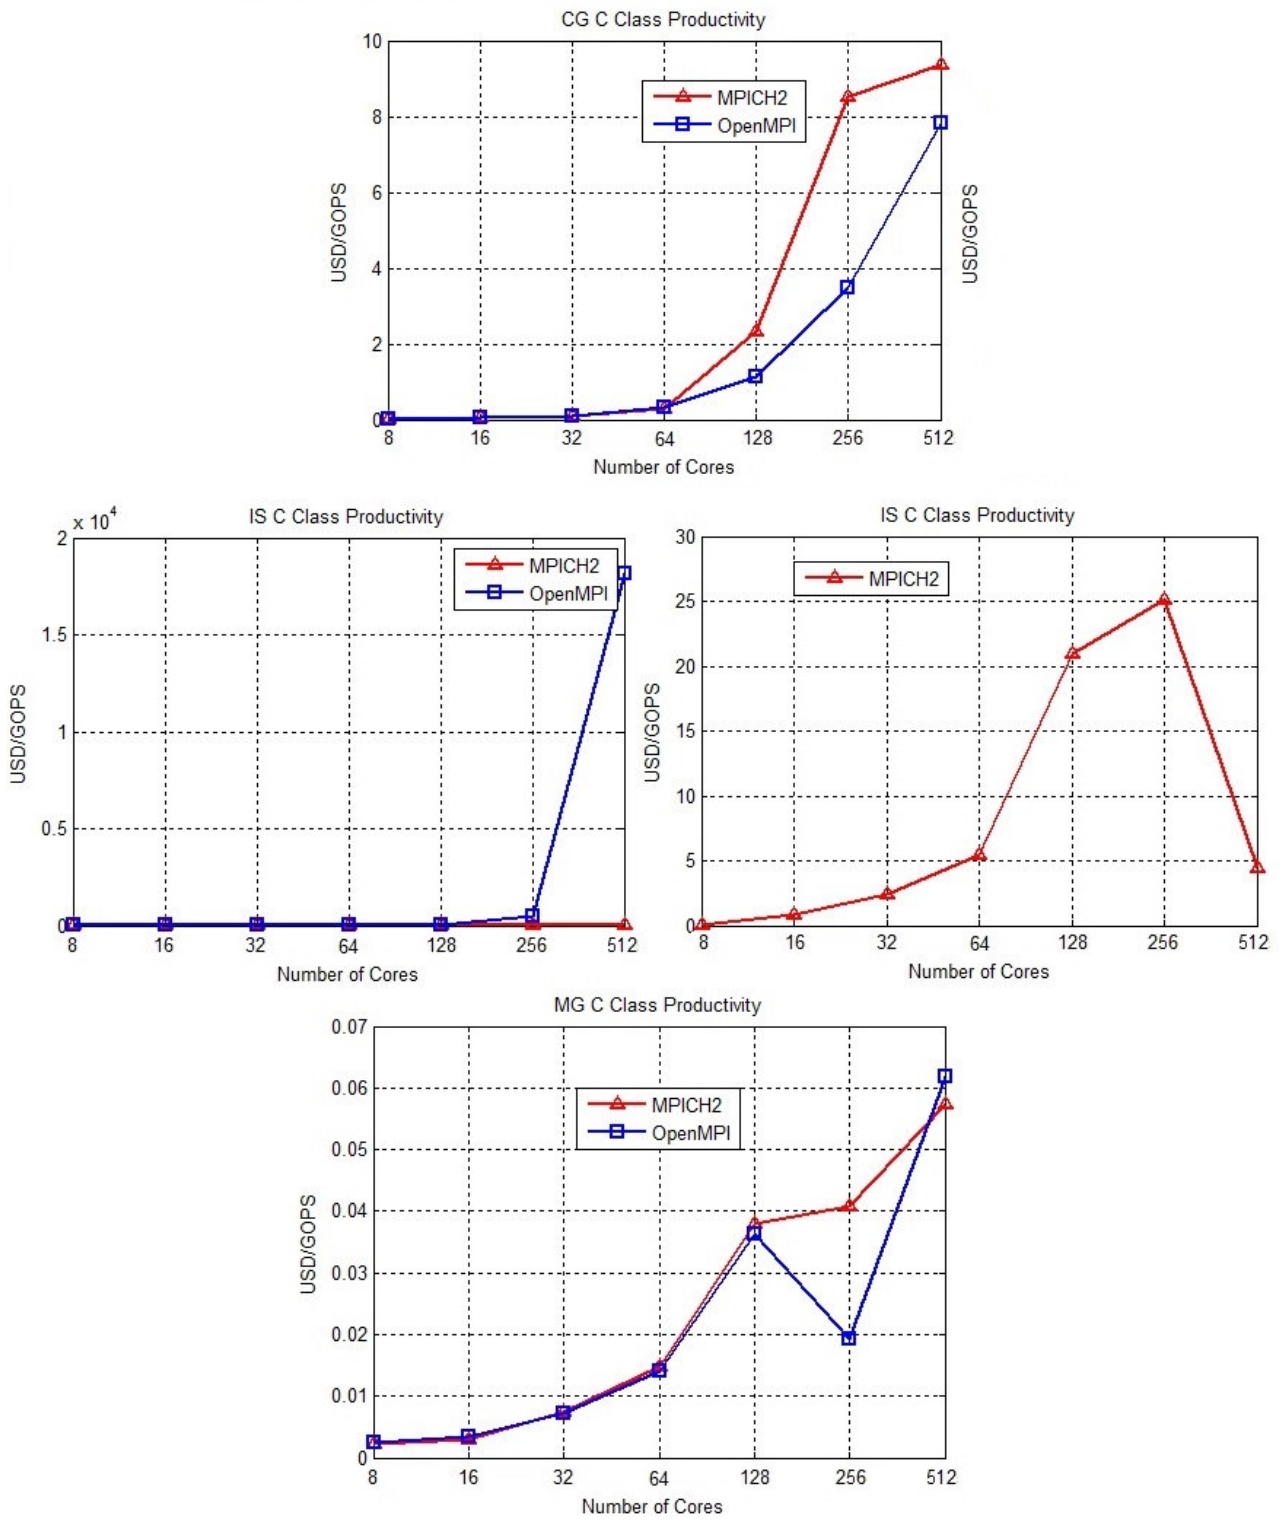 CG C Class Productivity
10
8
6
4
2
0
USD/GOPS
USD/GOPS
MPICH2
OpenMPI
8 16 32 64 128 256 512
Number of Cores
IS C Class Productivity
x 10^4
2
1.5
1
0.5
0
USD/GOPS
MPICH2
OpenMPI
8 16 32 64 128 256 512
Number of Cores
IS C Class Productivity
30
25
20
15
10
5
0
USD/GOPS
MPICH2
8 16 32 64 128 256 512
Number of Cores
MG C Class Productivity
0.07
0.06
0.05
0.04
0.03
0.02
0.01
0
USD/GOPS
MPICH2
OpenMPI
8 16 32 64 128 256 512
Number of Cores